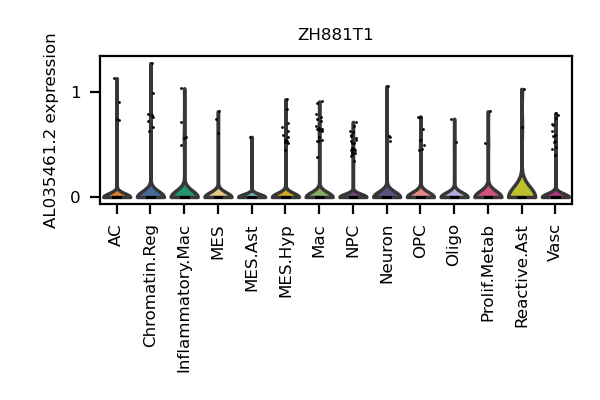 ZH881T1
AL035461.2 expression
1
0
AC
Chromatin.Reg
Inflammatory.Mac
MES
MES.Ast
MES.Hyp
Mac
NPC
Neuron
OPC
Oligo
Prolif.Metab
Reactive.Ast
Vasc